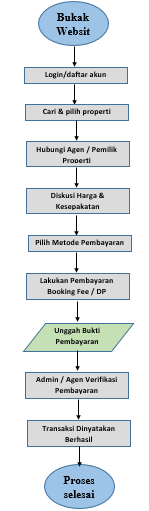 Bukak
Websit
Login/daftar akun
Cari & pilih properti
Hubungi Agen / Pemilik
Properti
Diskusi Harga &
Kesepakatan
Pilih Metode Pembayaran
Lakukan Pembayaran
Booking Fee / DP
Unggah Bukti
Pembayaran
Admin / Agen Verifikasi
Pembayaran
Transaksi Dinyatakan
Berhasil
Proses
selesai